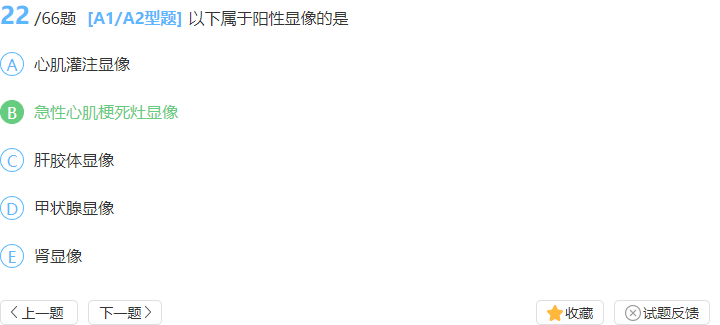 22 /66题 [A1/A2型题] 以下属于阳性显像的是
A 心肌灌注显像
B 急性心肌梗死灶显像
C 肝胶体显像
D 甲状腺显像
E 肾显像
上一题 下一题 收藏 试题反馈